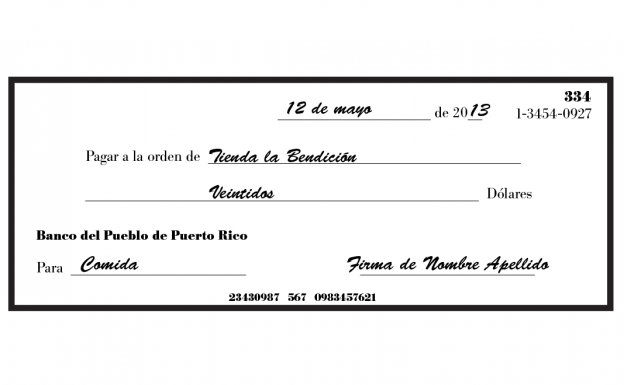 334
12 de mayo de 2013
1-3454-0927
Pagar a la orden de Tienda la Bendición
Veintidos Dólares
Banco del Pueblo de Puerto Rico
Para Comida Firma de Nombre Apellido
23430987 567 0983457621